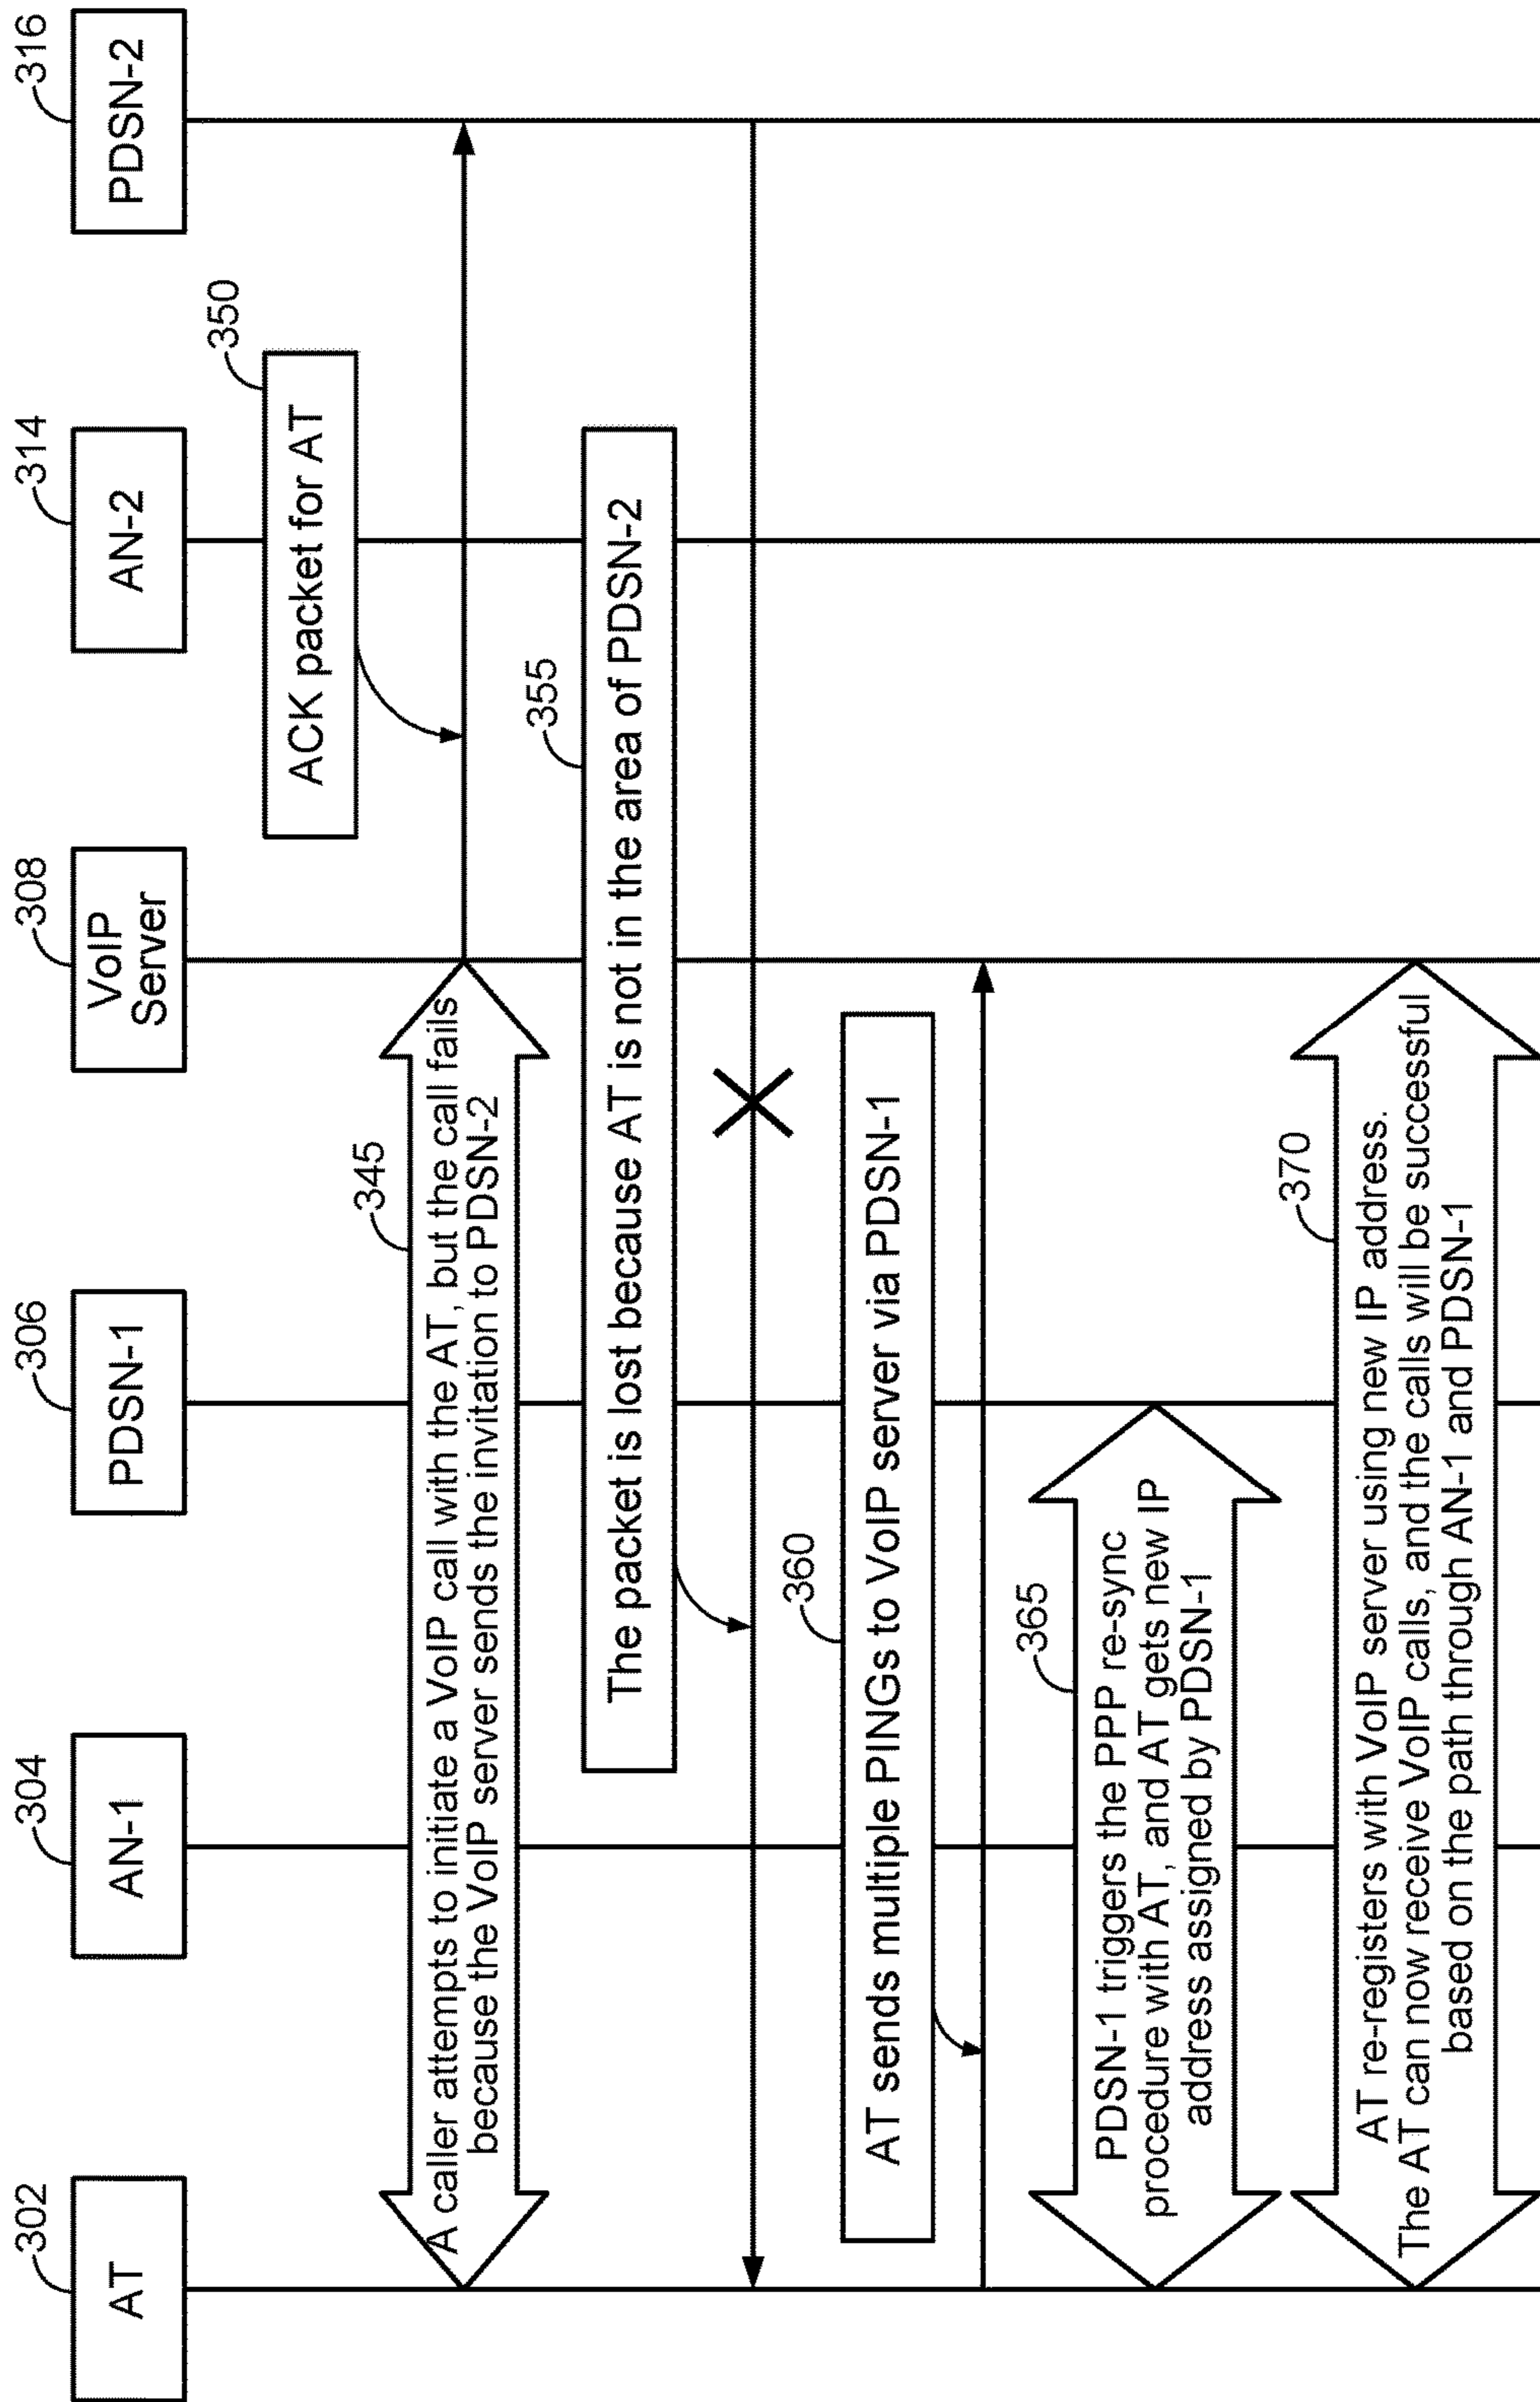 302
304
306
308
314
316
AT
AN-1
PDSN-1
VoIP
Server
AN-2
PDSN-2
350
ACK packet for AT
345
A caller attempts to initiate a VoIP call with the AT, but the call fails
because the VoIP server sends the invitation to PDSN-2
355
The packet is lost because AT is not in the area of PDSN-2
360
AT sends multiple PINGs to VoIP server via PDSN-1
365
PDSN-1 triggers the PPP re-sync
procedure with AT, and AT gets new IP
address assigned by PDSN-1
370
AT re-registers with VoIP server using new IP address.
The AT can now receive VoIP calls, and the calls will be successful
based on the path through AN-1 and PDSN-1